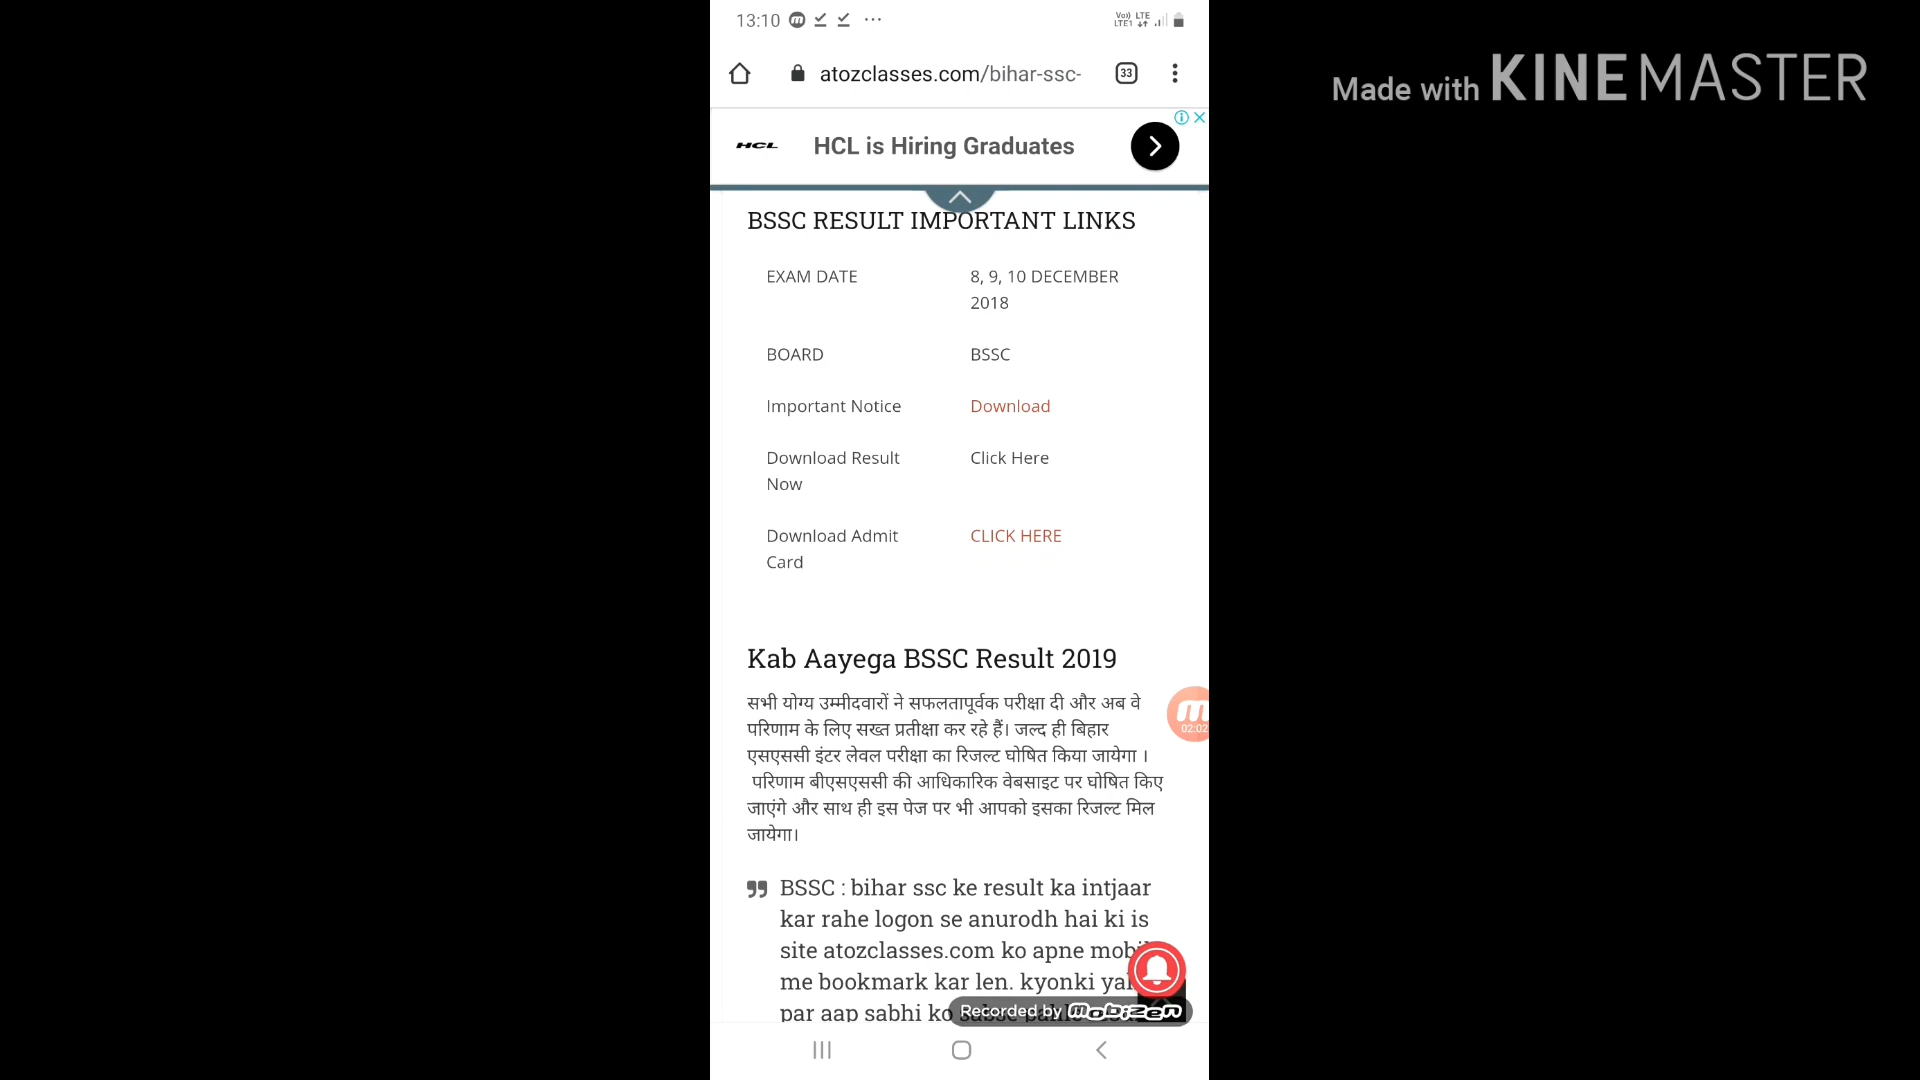 13:10
Vo)) LTE
LTE1
Made with KINEMASTER
atozclasses.com/bihar-ssc-
33
HCL
HCL is Hiring Graduates
BSSC RESULT IMPORTANT LINKS
EXAM DATE
8, 9, 10 DECEMBER
2018
BOARD
BSSC
Important Notice
Download
Download Result
Now
Click Here
Download Admit
Card
CLICK HERE
Kab Aayega BSSC Result 2019
सभी योग्य उम्मीदवारों ने सफलतापूर्वक परीक्षा दी और अब वे
परिणाम के लिए सख्त प्रतीक्षा कर रहे हैं। जल्द ही बिहार
एसएससी इंटर लेवल परीक्षा का रिजल्ट घोषित किया जायेगा ।
परिणाम बीएसएससी की आधिकारिक वेबसाइट पर घोषित किए
जाएंगे और साथ ही इस पेज पर भी आपको इसका रिजल्ट मिल
जायेगा।
02:02
BSSC : bihar ssc ke result ka intjaar
kar rahe logon se anurodh hai ki is
site atozclasses.com ko apne
me bookmark kar len. kyonki
par aap sabhi ko
Recorded by mobizen